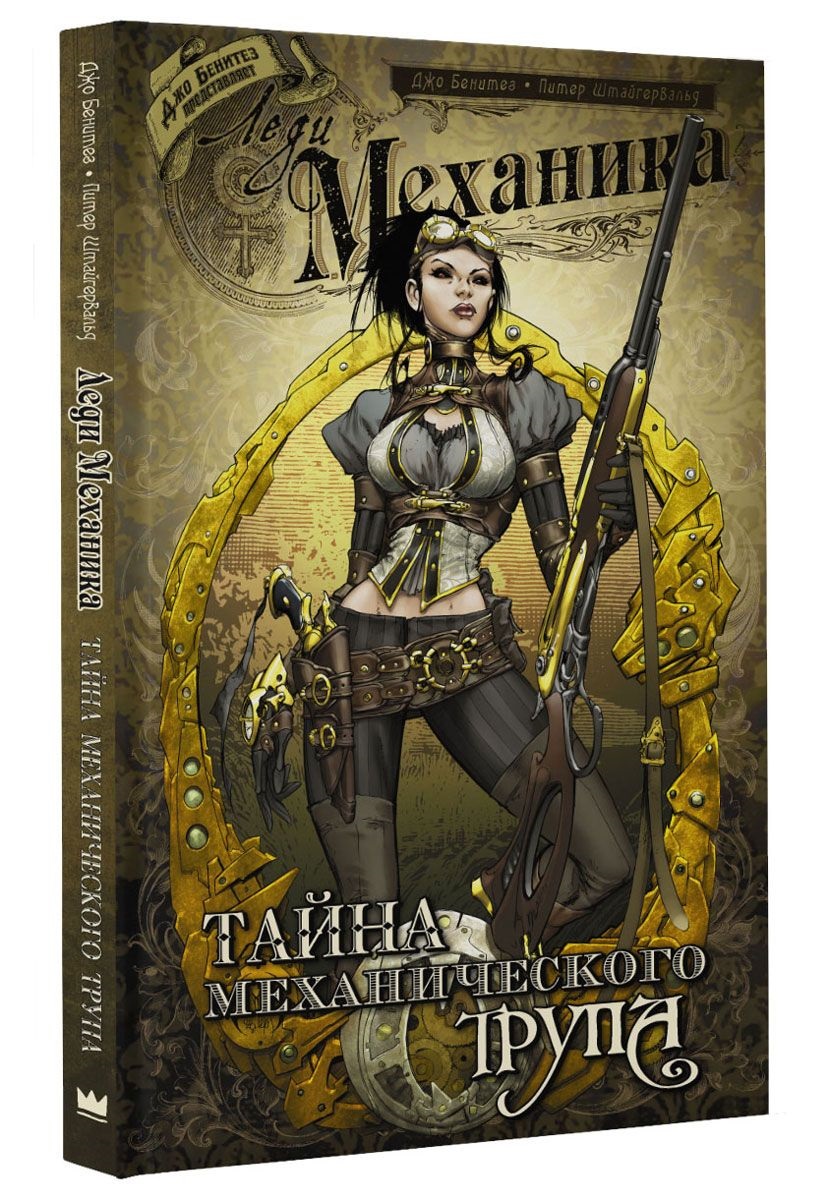 Джо Бенитез
представляет
Джо Бенитез • Питер Штайгервальд
Леди
Механика
ТАЙНА
МЕХАНИЧЕСКОГО
ТРУПА
Джо Бенитез • Питер Штайгервальд
Леди Механика
ТАЙНА МЕХАНИЧЕСКОГО ТРУПА